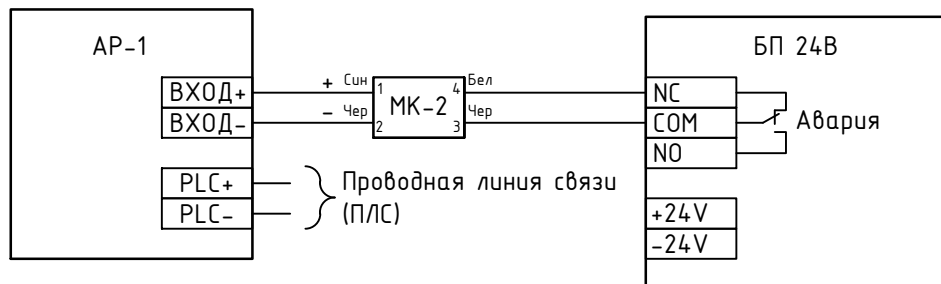 АР-1
БП 24В
ВХОД+
+ Син
1
МК-2
4
Бел
NC
ВХОД-
- Чер
2
3
Чер
COM
Авария
NO
PLC+
Проводная линия связи
PLC-
(ПЛС)
+24V
-24V